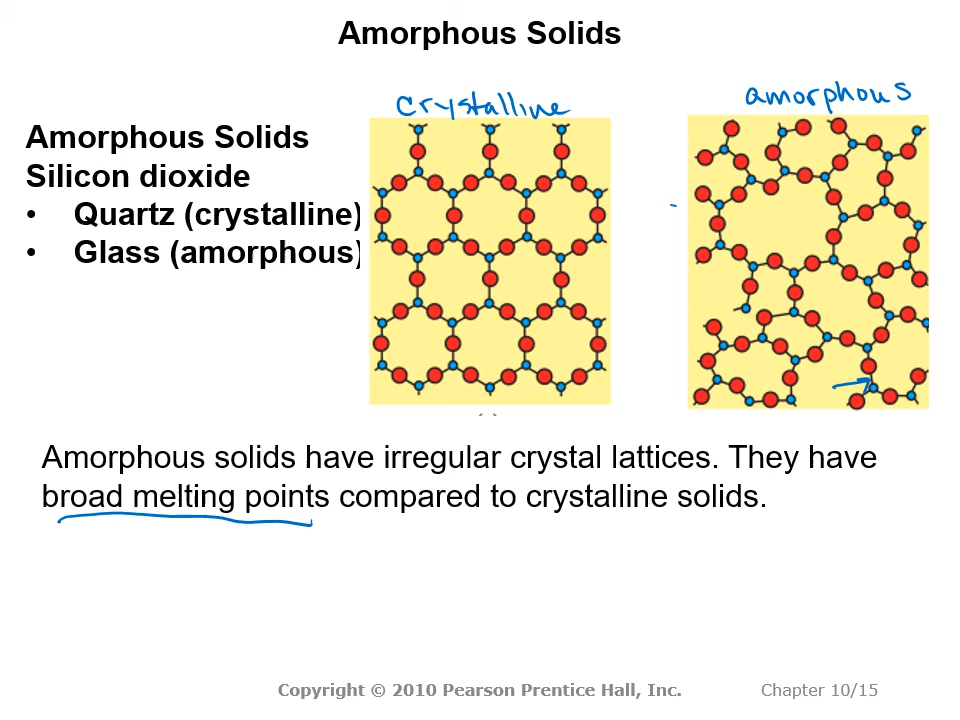 Amorphous Solids
crystalline
amorphous
Amorphous Solids
Silicon dioxide
• Quartz (crystalline)
• Glass (amorphous)
Amorphous solids have irregular crystal lattices. They have
broad melting points compared to crystalline solids.
Copyright © 2010 Pearson Prentice Hall, Inc.
Chapter 10/15